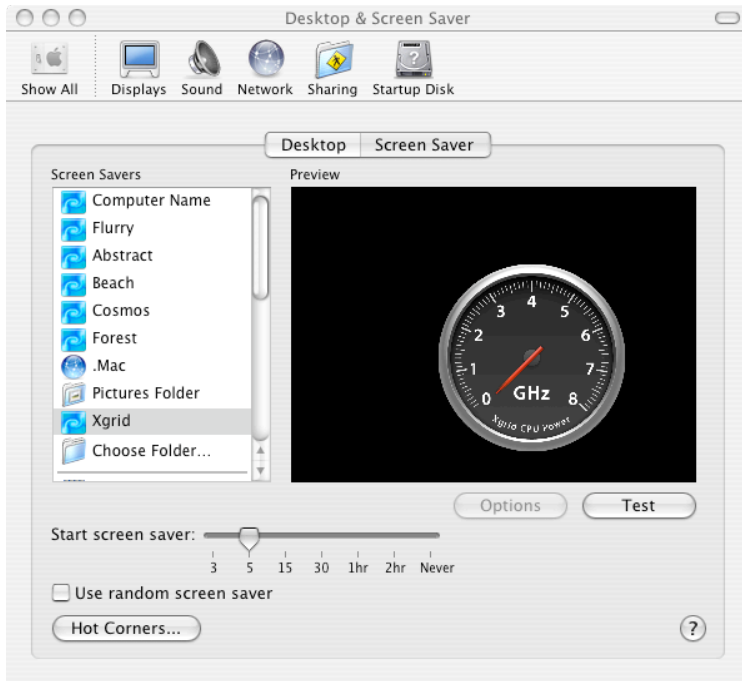 Desktop & Screen Saver
Show All Displays Sound Network Sharing Startup Disk
Desktop Screen Saver
Screen Savers
Preview
Computer Name
Flurry
Abstract
Beach
Cosmos
Forest
.Mac
Pictures Folder
Xgrid
Choose Folder...
0 1 2 3 4 5 6 7 8
GHz
Xgrid CPU Power
Options Test
Start screen saver:
3 5 15 30 1hr 2hr Never
Use random screen saver
Hot Corners...
?